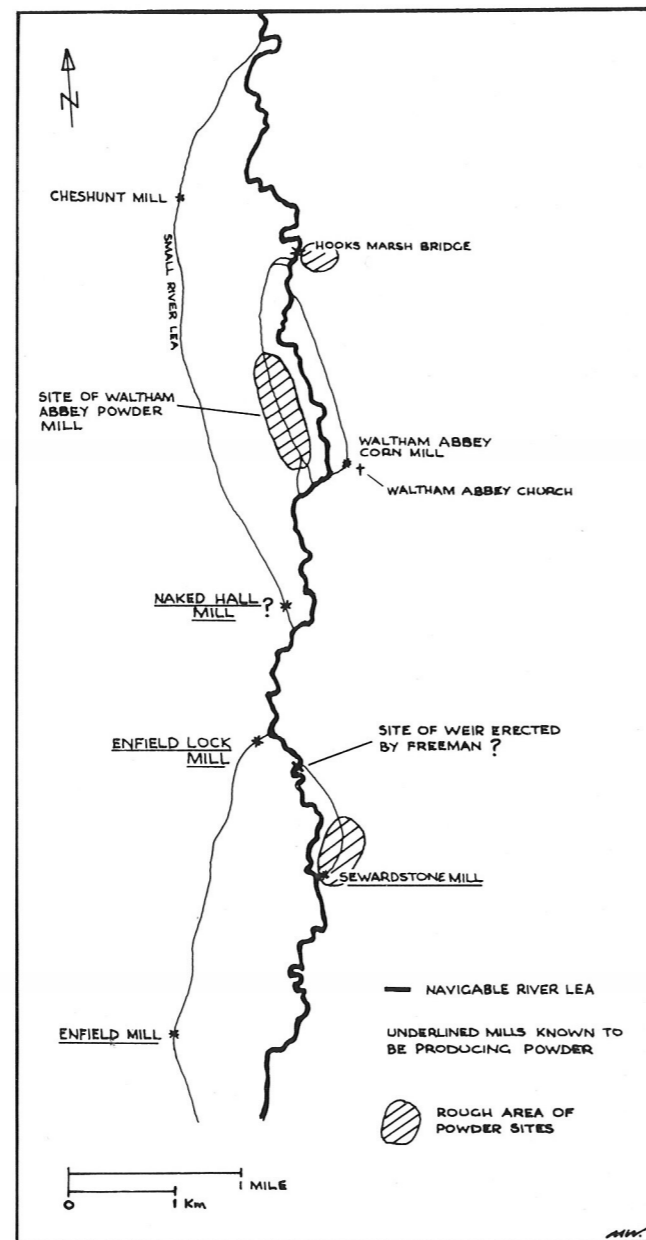 N
CHESHUNT MILL
SMALL RIVER LEA
HOOKS MARSH BRIDGE
SITE OF WALTHAM
ABBEY POWDER
MILL
WALTHAM ABBEY
CORN MILL
WALTHAM ABBEY CHURCH
NAKED HALL
MILL ?
ENFIELD LOCK
MILL
SITE OF WEIR ERECTED
BY FREEMAN ?
SEWARDSTONE MILL
NAVIGABLE RIVER LEA
ENFIELD MILL
UNDERLINED MILLS KNOWN TO
BE PRODUCING POWDER
ROUGH AREA OF
POWDER SITES
1 MILE
0
1 Km
MW.